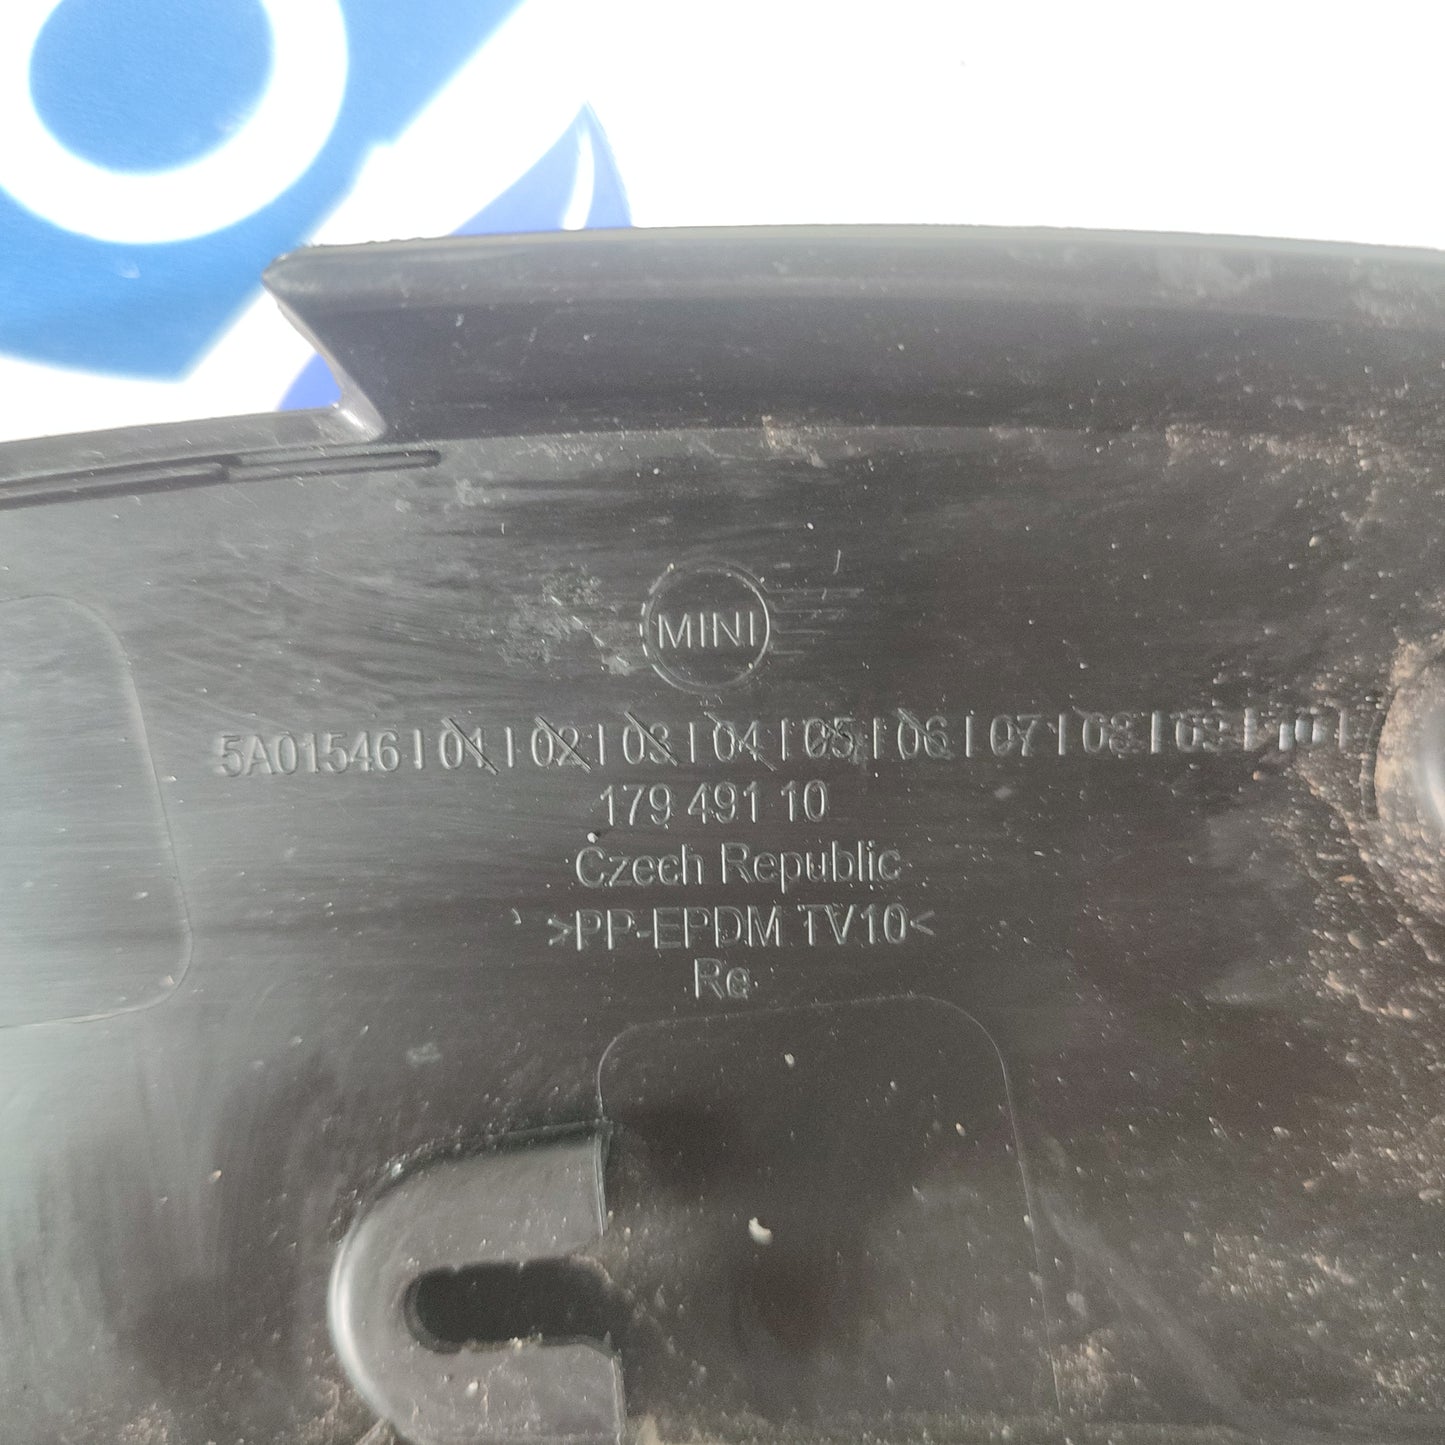 MINI
5A01546 | 01 | 02 | 03 | 04 | 05 | 06 | 07 | 08 | 09 | 10 |
179 491 10
Czech Republic
>PP-EPDM TV10<
Re